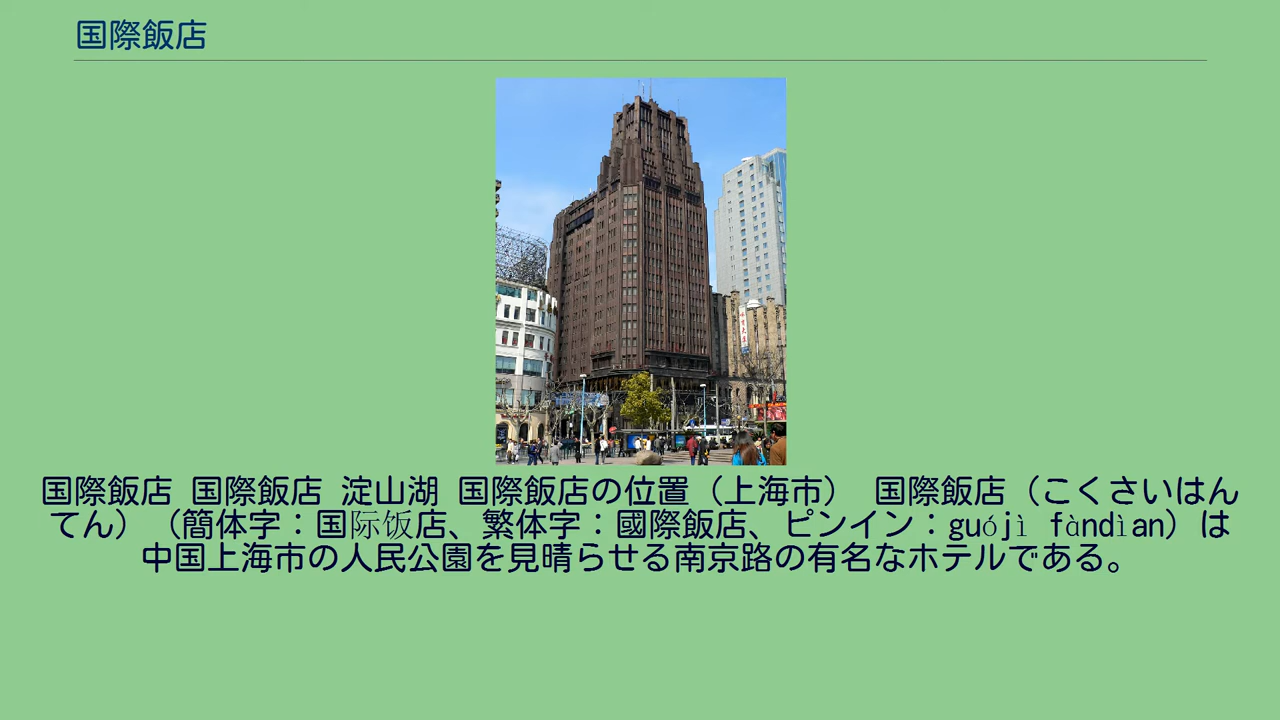 国際飯店
国際飯店 国際飯店 淀山湖 国際飯店の位置（上海市） 国際飯店（こくさいはん
てん）（簡体字：国际饭店、繁体字：國際飯店、ピンイン：guójì fàndìan）は
中国上海市の人民公園を見晴らせる南京路の有名なホテルである。